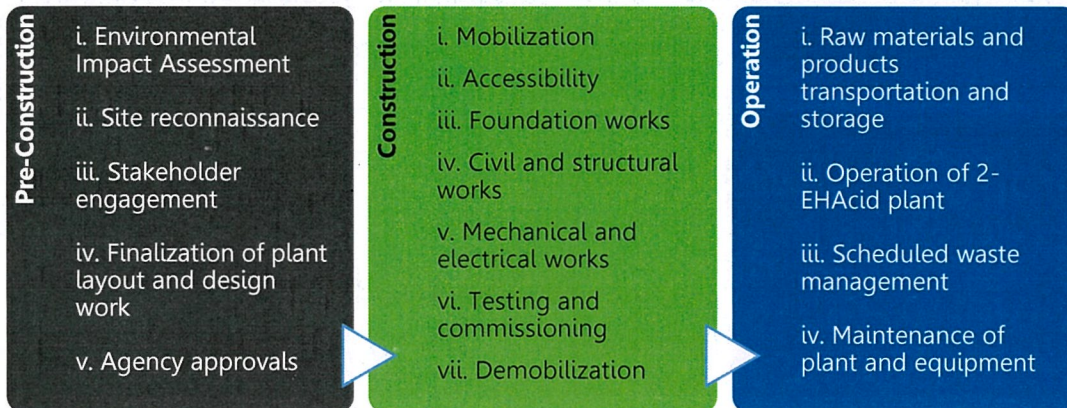 Pre-Construction
i. Environmental
Impact Assessment
ii. Site reconnaissance
iii. Stakeholder
engagement
iv. Finalization of plant
layout and design
work
v. Agency approvals
Construction
i. Mobilization
ii. Accessibility
iii. Foundation works
iv. Civil and structural
works
v. Mechanical and
electrical works
vi. Testing and
commissioning
vii. Demobilization
Operation
i. Raw materials and
products
transportation and
storage
ii. Operation of 2-
EHAcid plant
iii. Scheduled waste
management
iv. Maintenance of
plant and equipment